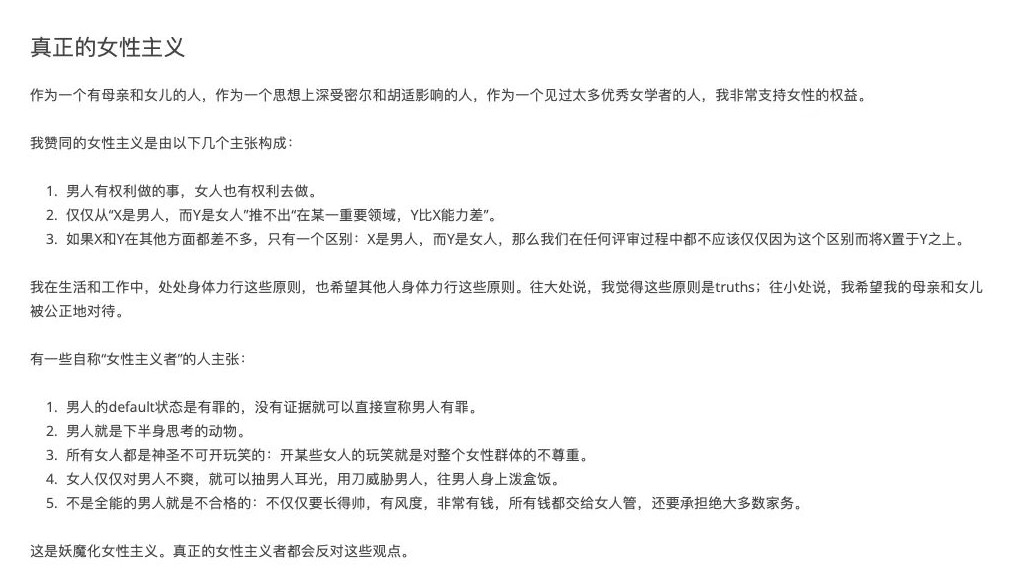 真正的女性主义
作为一个有母亲和女儿的人，作为一个思想上深受密尔和胡适影响的人，作为一个见过太多优秀女学者的人，我非常支持女性的权益。
我赞同的女性主义是由以下几个主张构成：
1. 男人有权利做的事，女人也有权利去做。
2. 仅仅从“X是男人，而Y是女人”推不出“在某一重要领域，Y比X能力差”。
3. 如果X和Y在其他方面都差不多，只有一个区别：X是男人，而Y是女人，那么我们在任何评审过程中都不应该仅仅因为这个区别而将X置于Y之上。
我在生活和工作中，处处身体力行这些原则，也希望其他人身体力行这些原则。往大处说，我觉得这些原则是truths；往小处说，我希望我的母亲和女儿
被公正地对待。
有一些自称“女性主义者”的人主张：
1. 男人的default状态是有罪的，没有证据就可以直接宣称男人有罪。
2. 男人就是下半身思考的动物。
3. 所有女人都是神圣不可开玩笑的：开某些女人的玩笑就是对整个女性群体的不尊重。
4. 女人仅仅对男人不爽，就可以抽男人耳光，用刀威胁男人，往男人身上泼盒饭。
5. 不是全能的男人就是不合格的：不仅仅要长得帅，有风度，非常有钱，所有钱都交给女人管，还要承担绝大多数家务。
这是妖魔化女性主义。真正的女性主义者都会反对这些观点。